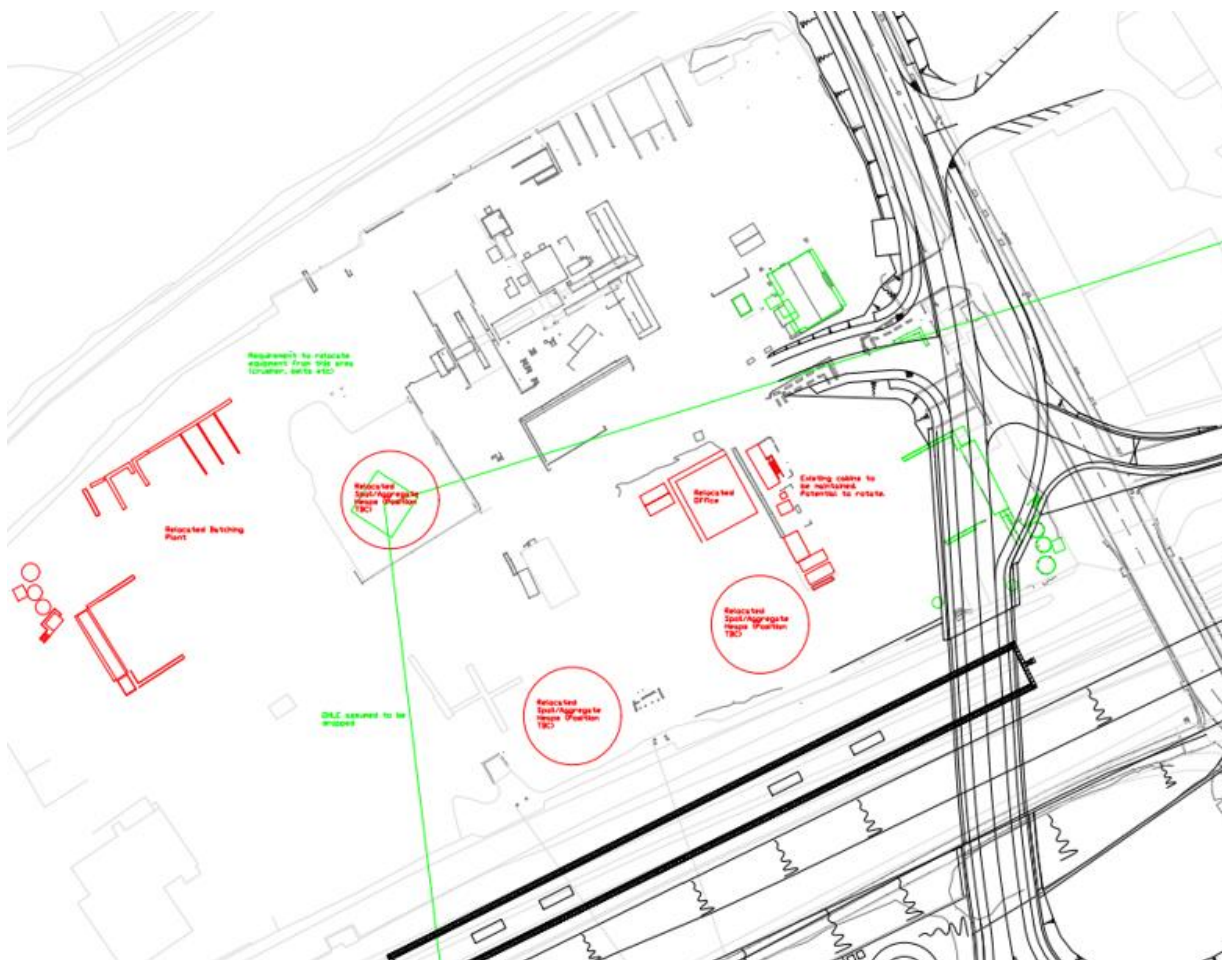 Requirement to relocate
equipment from this area
(crusher, belts etc)
Relocated
Spoil/Aggregate
Heaps (Position
TBC)
Relocated Batching
Plant
Relocated
Office
Existing cabins to
be maintained.
Potential to rotate.
Relocated
Spoil/Aggregate
Heaps (Position
TBC)
Relocated
Spoil/Aggregate
Heaps (Position
TBC)
assumed to be